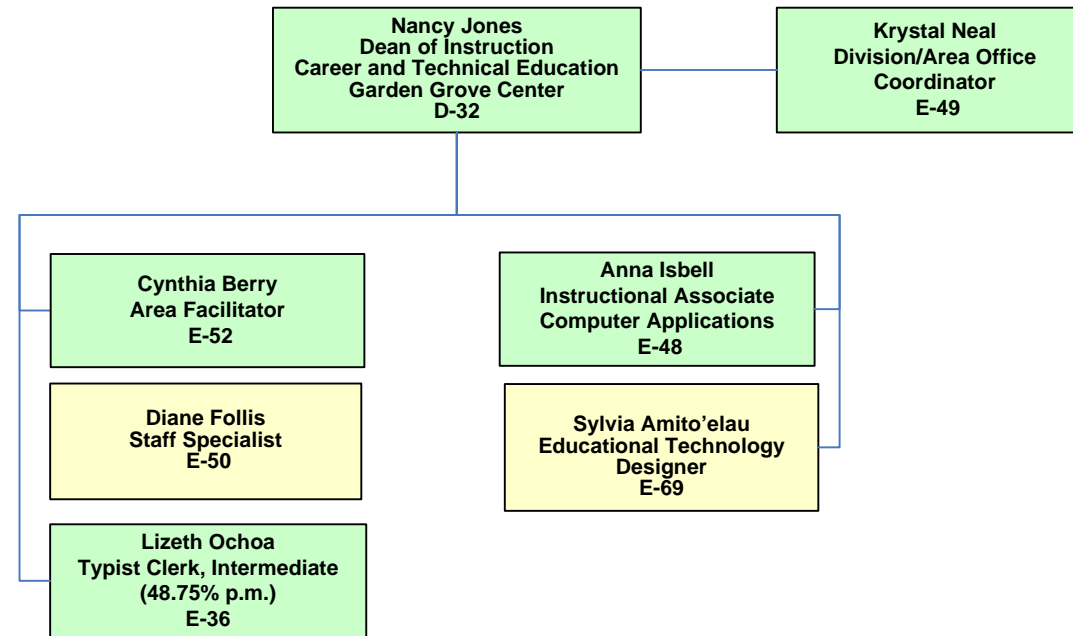 Nancy Jones
Dean of Instruction
Career and Technical Education
Garden Grove Center
D-32
Krystal Neal
Division/Area Office
Coordinator
E-49
Cynthia Berry
Area Facilitator
E-52
Anna Isbell
Instructional Associate
Computer Applications
E-48
Diane Follis
Staff Specialist
E-50
Sylvia Amito’elau
Educational Technology
Designer
E-69
Lizeth Ochoa
Typist Clerk, Intermediate
(48.75% p.m.)
E-36